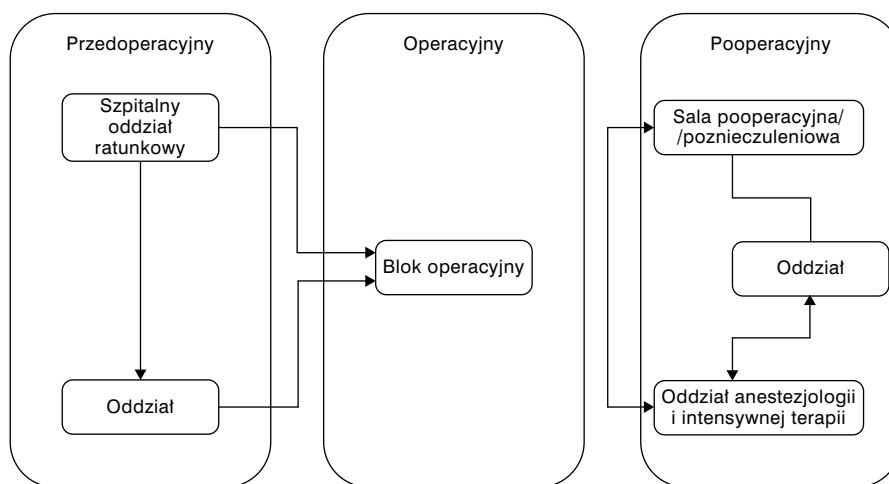 Przedoperacyjny
Szpitalny
oddział
ratunkowy
Oddział
Operacyjny
Blok operacyjny
Pooperacyjny
Sala pooperacyjna/
/poznieczuleniowa
Oddział
Oddział anestezjologii
i intensywnej terapii